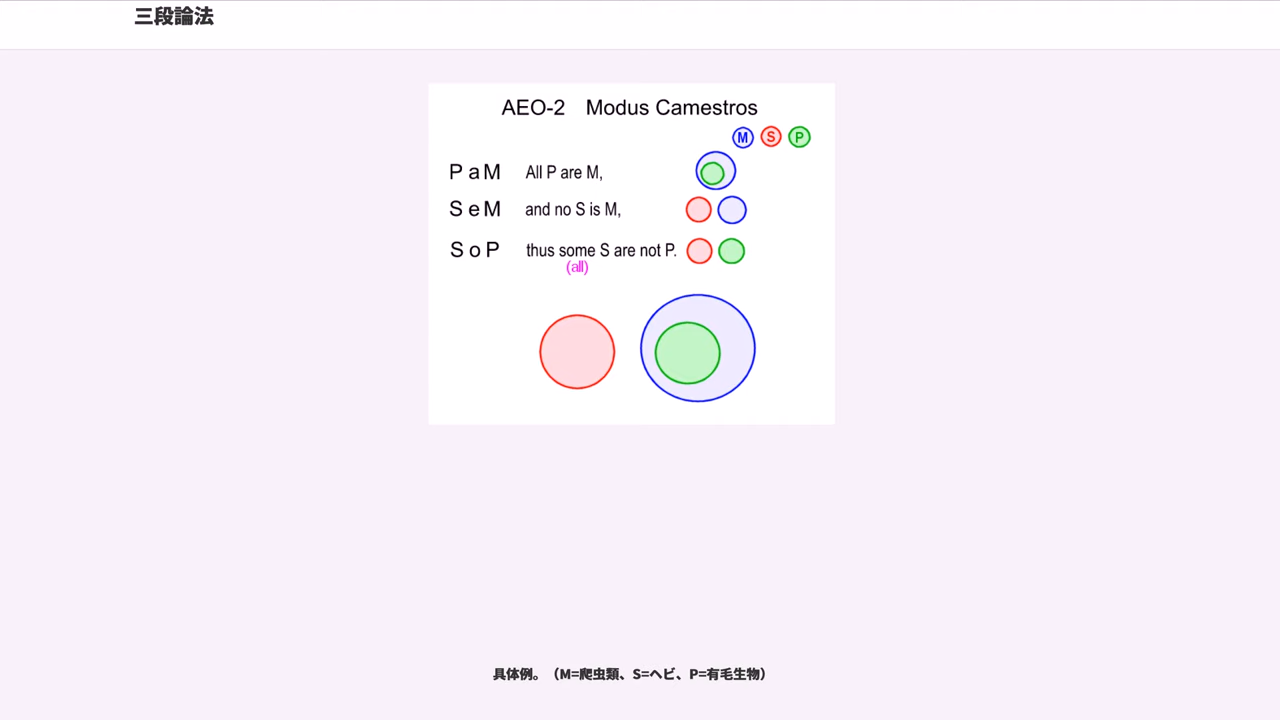 三段論法
AEO-2 Modus Camestros
M S P
P a M All P are M,
S e M and no S is M,
S o P thus some S are not P.
(all)
具体例。（M=爬虫類、S=ヘビ、P=有毛生物）